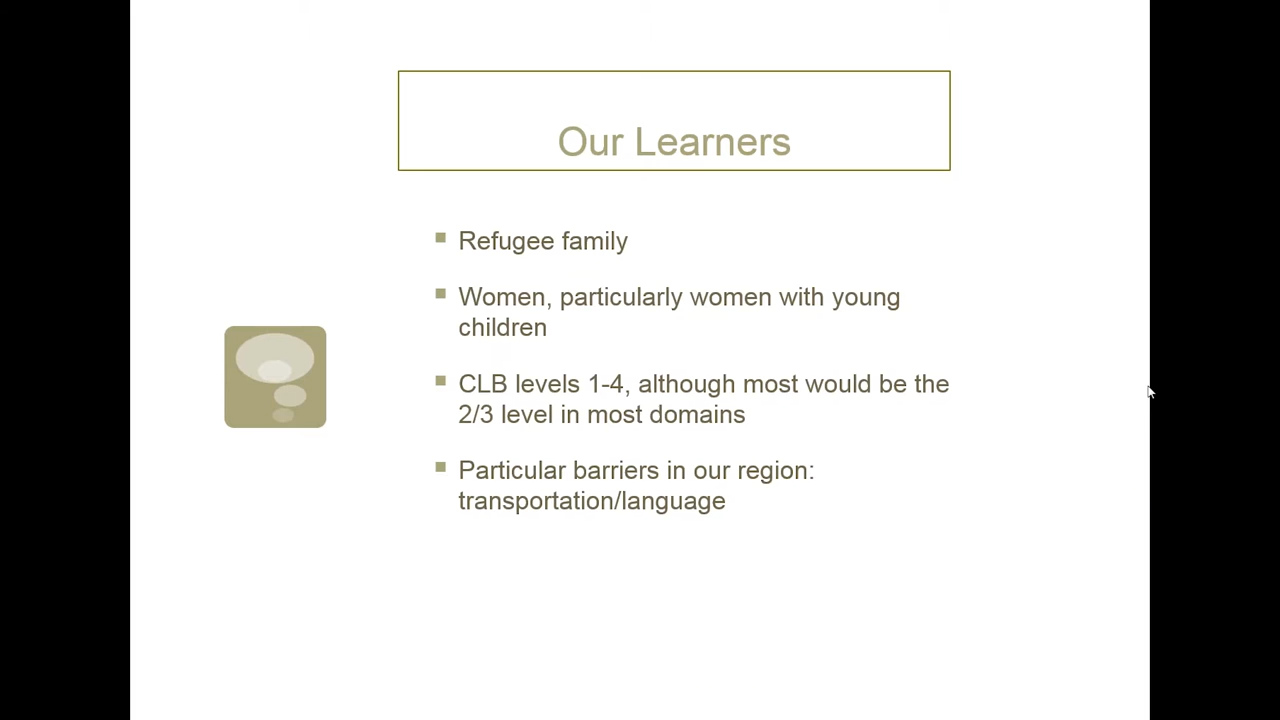 Our Learners
Refugee family
Women, particularly women with young
children
CLB levels 1-4, although most would be the
2/3 level in most domains
Particular barriers in our region:
transportation/language